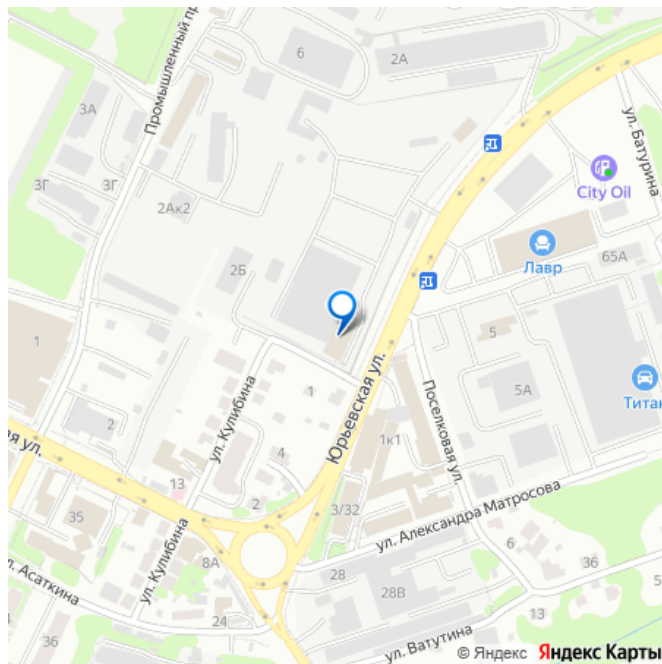 Промышленный пр
6
2А
ул. Батурина
3А
3Г
3Г
2Ак2
City Oil
Лавр
65А
2Б
1
5
Юрьевская ул.
ул. Кулибина
1
Поселковая ул.
5А
Титан
2
ая ул.
4
1к1
13
2
3/32
35
ул. Кулибина
ул. Александра Матросова
8А
6
36
5
л. Асаткина
28
28В
13
24
36
ул. Ватутина
© Яндекс Яндекс Карты